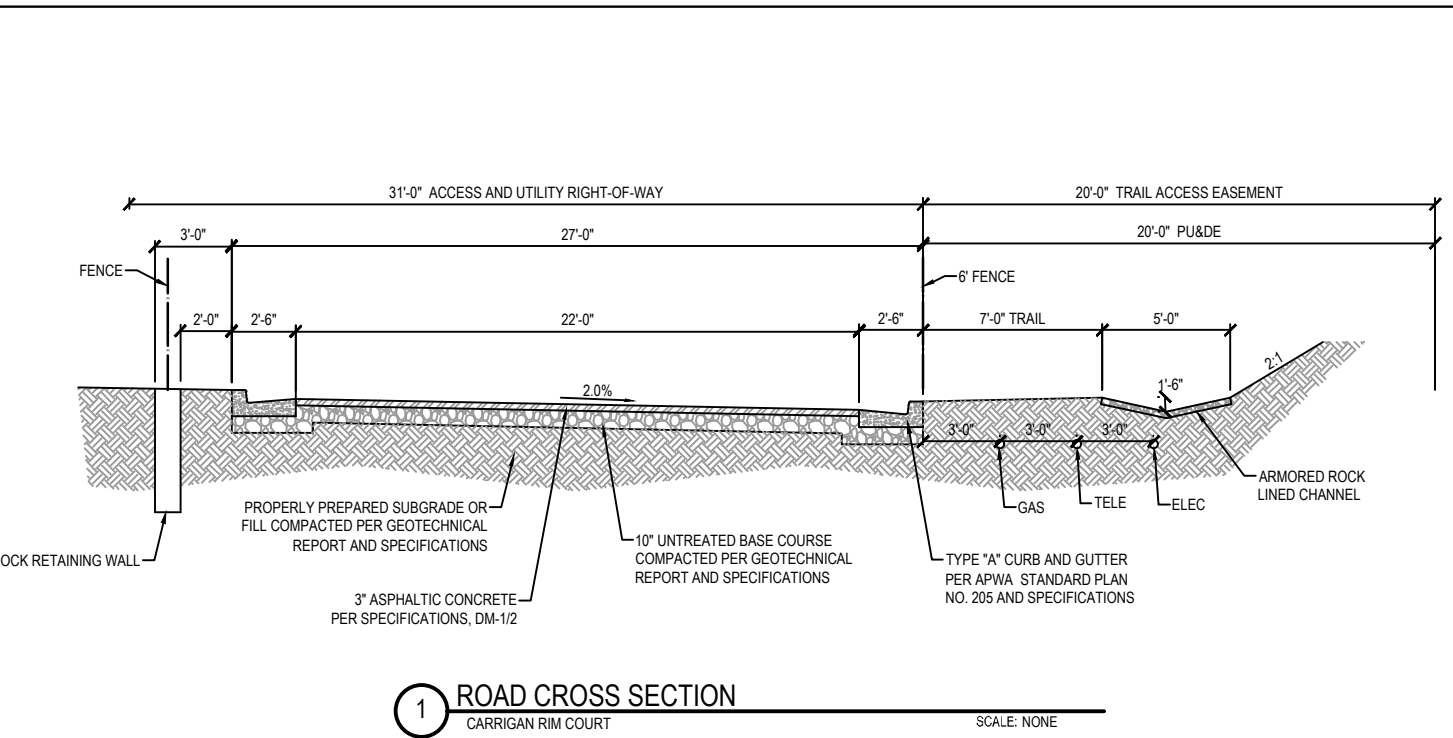 31'-0" ACCESS AND UTILITY RIGHT-OF-WAY
20'-0" TRAIL ACCESS EASEMENT
3'-0"
27'-0"
20'-0" PU&DE
FENCE
6' FENCE
2'-0"
2'-6"
22'-0"
2'-6"
7'-0" TRAIL
5'-0"
2:1
2.0%
1'-6"
3'-0"
3'-0"
3'-0"
ARMORED ROCK
LINED CHANNEL
GAS
TELE
ELEC
PROPERLY PREPARED SUBGRADE OR
FILL COMPACTED PER GEOTECHNICAL
REPORT AND SPECIFICATIONS
10" UNTREATED BASE COURSE
COMPACTED PER GEOTECHNICAL
REPORT AND SPECIFICATIONS
OCK RETAINING WALL
TYPE "A" CURB AND GUTTER
PER APWA STANDARD PLAN
NO. 205 AND SPECIFICATIONS
3" ASPHALTIC CONCRETE
PER SPECIFICATIONS, DM-1/2
1
ROAD CROSS SECTION
CARRIGAN RIM COURT
SCALE: NONE